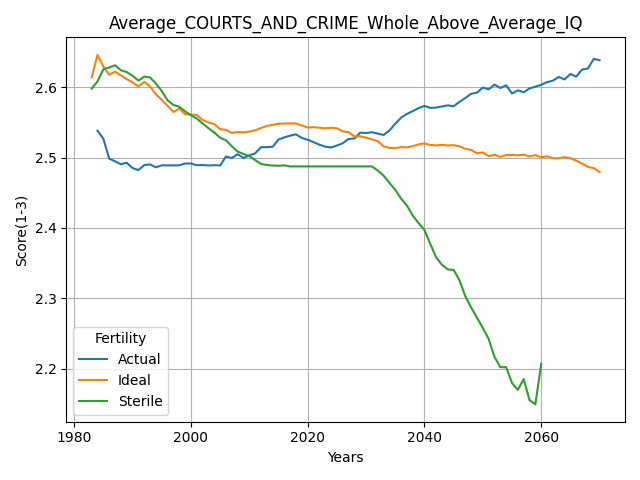 Average_COURTS_AND_CRIME_Whole_Above_Average_IQ
Score(1-3)
2.6
2.5
2.4
2.3
2.2
Fertility
Actual
Ideal
Sterile
1980
2000
2020
2040
2060
Years